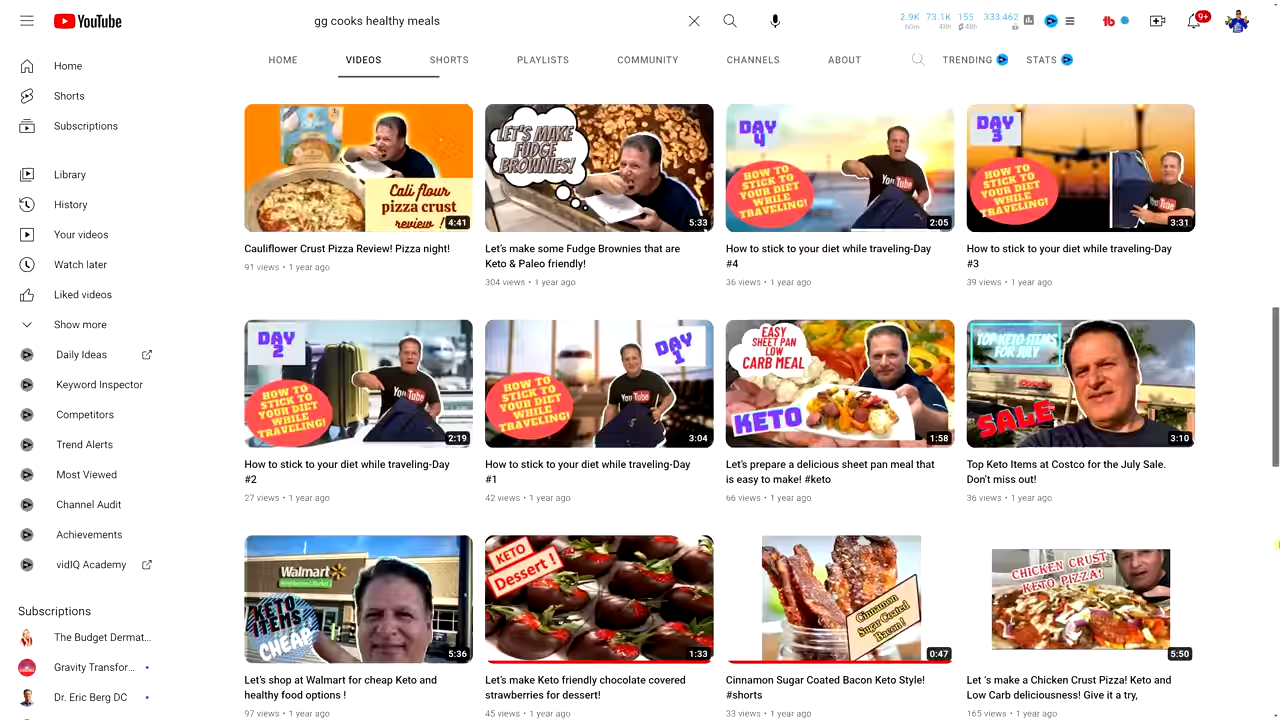 YouTube
gg cooks healthy meals
2.9K 73.1K 155 333,462
60m 48h 48h
9+
HOME VIDEOS SHORTS PLAYLISTS COMMUNITY CHANNELS ABOUT TRENDING STATS
Home
Shorts
Subscriptions
Library
History
Your videos
Watch later
Liked videos
Show more
Daily Ideas
Keyword Inspector
Competitors
Trend Alerts
Most Viewed
Channel Audit
Achievements
vidIQ Academy
Subscriptions
The Budget Dermat...
Gravity Transfor...
Dr. Eric Berg DC
Cali flour
pizza crust
review !
4:41
Cauliflower Crust Pizza Review! Pizza night!
91 views • 1 year ago
LET'S MAKE
FUDGE
BROWNIES!
5:33
Let's make some Fudge Brownies that are
Keto & Paleo friendly!
304 views • 1 year ago
DAY
4
HOW TO
STICK TO
YOUR DIET
WHILE
TRAVELING!
YouTube
2:05
How to stick to your diet while traveling-Day
#4
36 views • 1 year ago
DAY
3
HOW TO
STICK TO
YOUR DIET
WHILE
TRAVELING!
YouTube
3:31
How to stick to your diet while traveling-Day
#3
39 views • 1 year ago
DAY
2
HOW TO
STICK TO
YOUR DIET
WHILE
TRAVELING!
YouTube
2:19
How to stick to your diet while traveling-Day
#2
27 views • 1 year ago
DAY
1
HOW TO
STICK TO
YOUR DIET
WHILE
TRAVELING!
YouTube
3:04
How to stick to your diet while traveling-Day
#1
42 views • 1 year ago
EASY
SHEET PAN
LOW
CARB MEAL
KETO
1:58
Let's prepare a delicious sheet pan meal that
is easy to make! #keto
66 views • 1 year ago
TOP KETO ITEMS
FOR JULY
SALE
3:10
Top Keto Items at Costco for the July Sale.
Don't miss out!
36 views • 1 year ago
Walmart
Neighborhood Market
KETO
ITEMS
CHEAP
5:36
Let's shop at Walmart for cheap Keto and
healthy food options !
97 views • 1 year ago
KETO
Dessert !
1:33
Let's make Keto friendly chocolate covered
strawberries for dessert!
45 views • 1 year ago
Cinnamon
Sugar Coated
Bacon!
0:47
Cinnamon Sugar Coated Bacon Keto Style!
#shorts
33 views • 1 year ago
CHICKEN CRUST
KETO PIZZA!
5:50
Let 's make a Chicken Crust Pizza! Keto and
Low Carb deliciousness! Give it a try,
165 views • 1 year ago